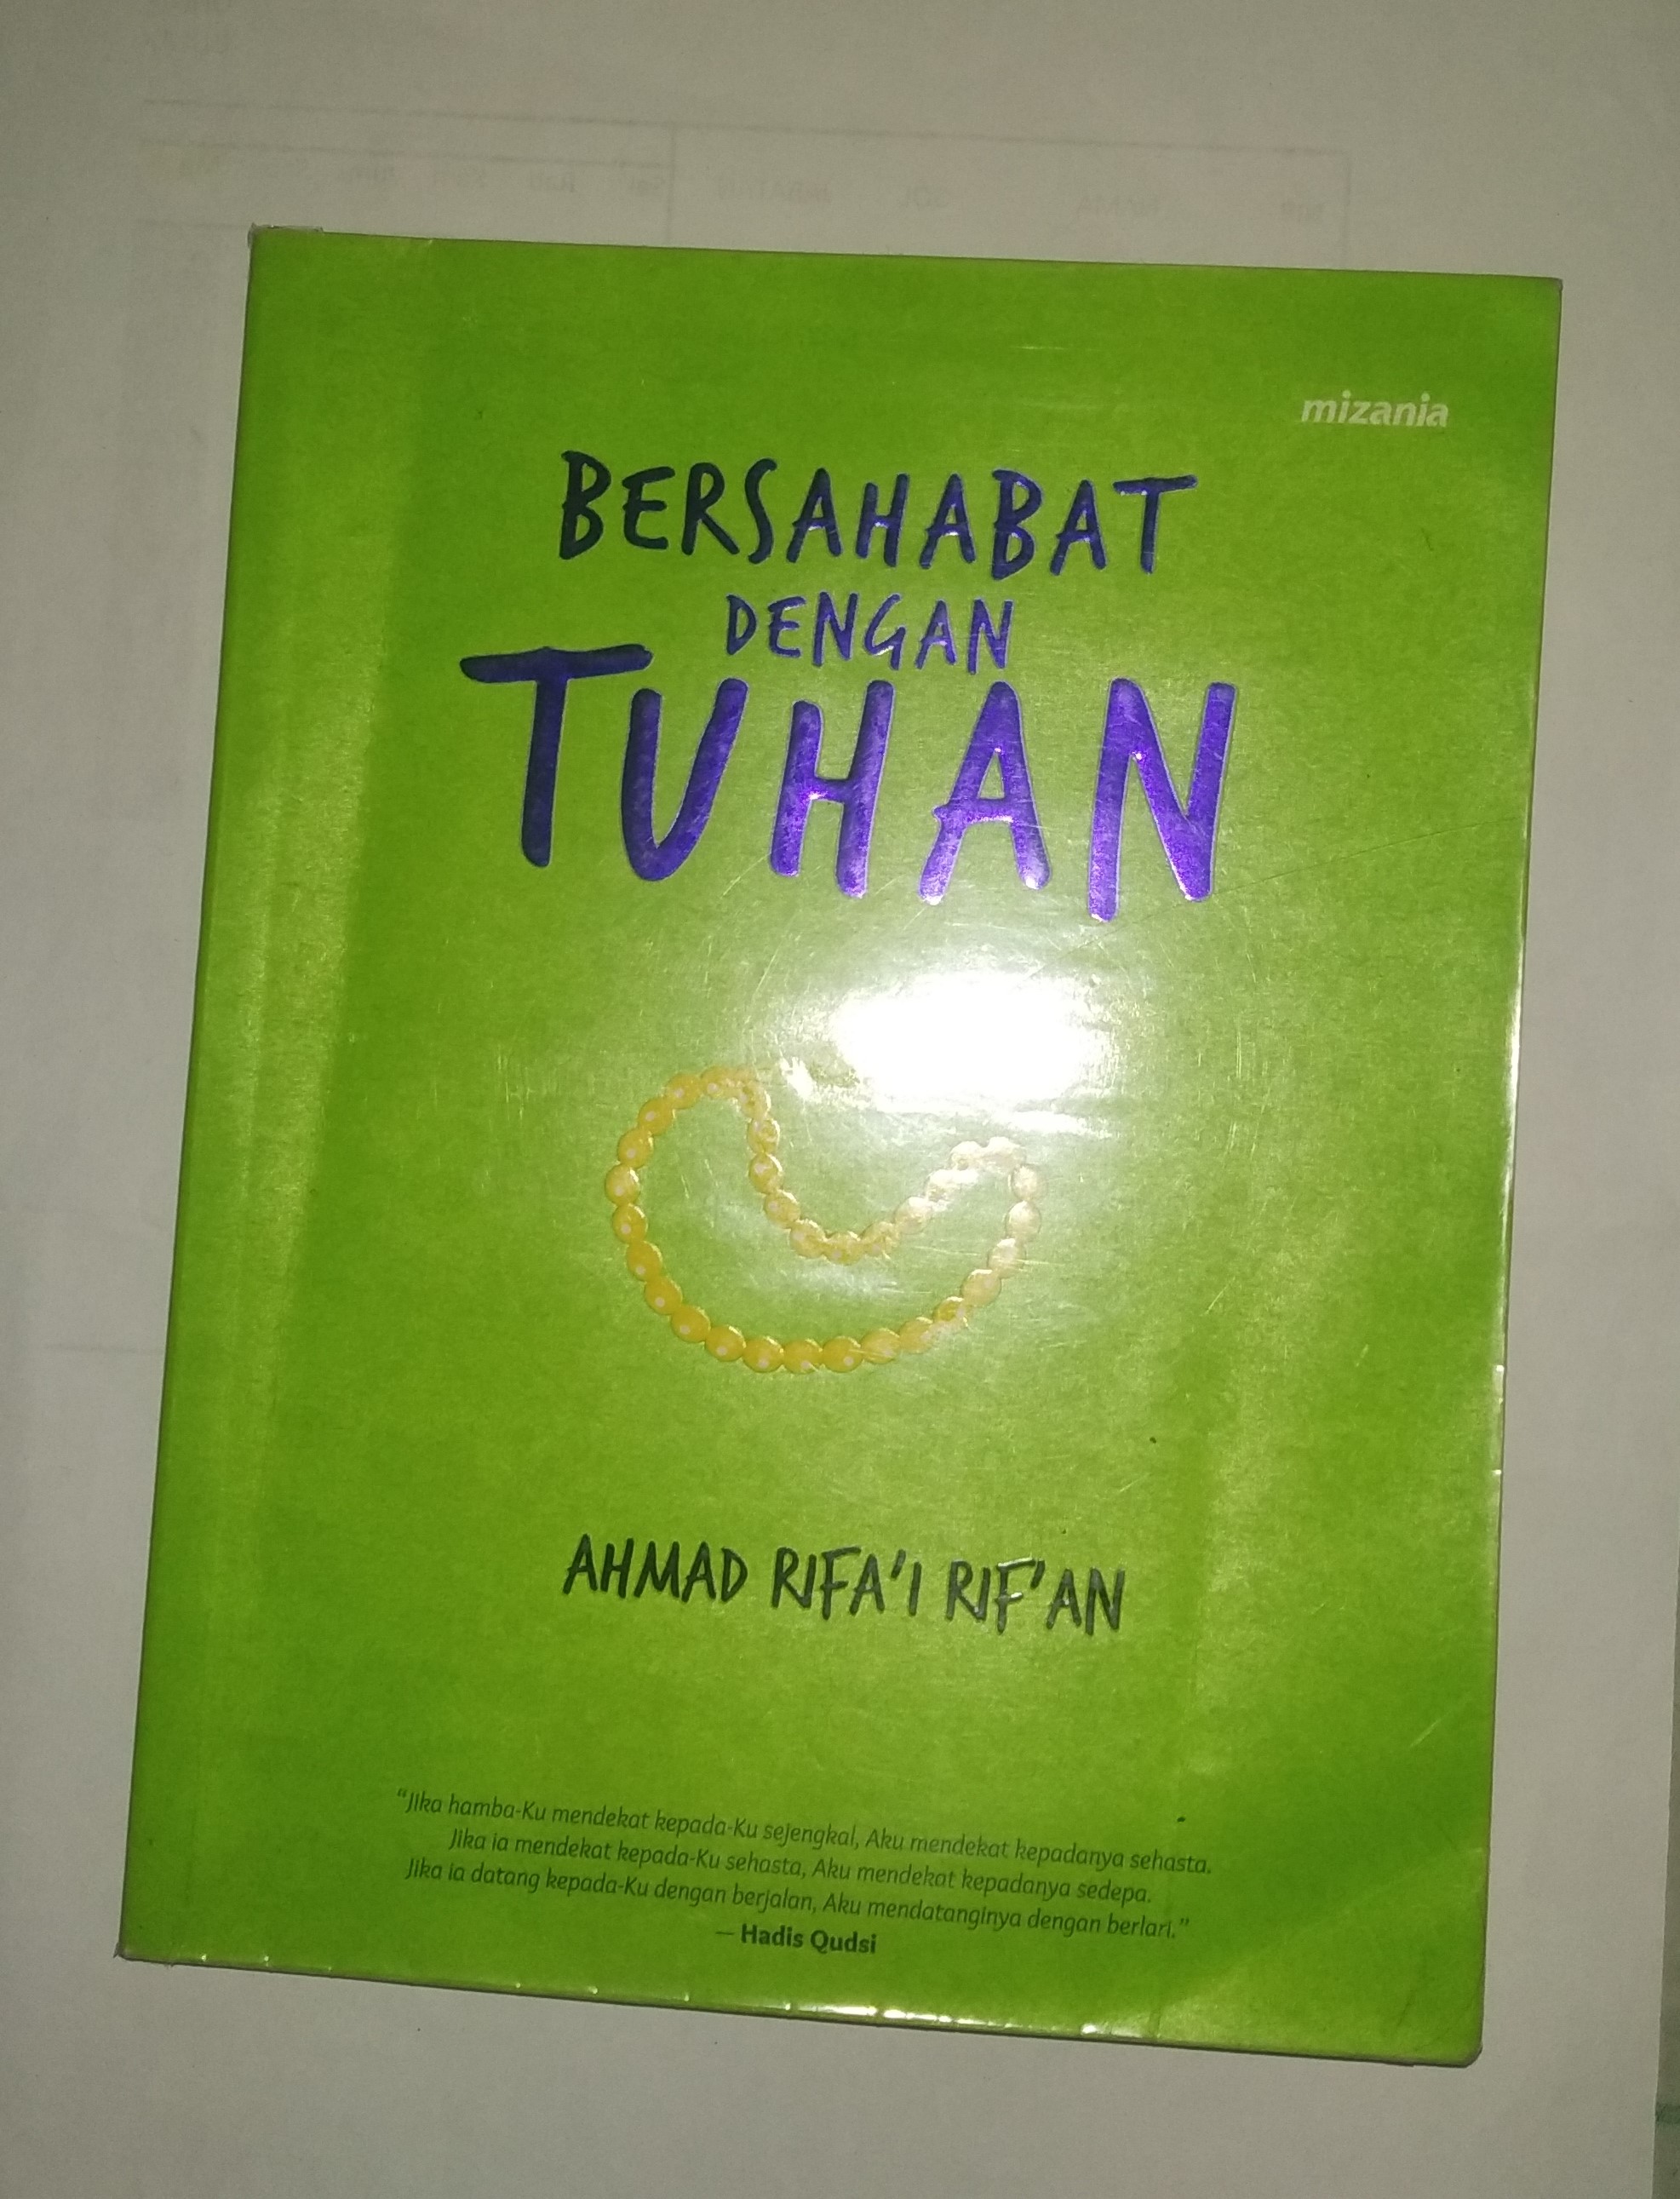 mizania
BERSAHABAT
DENGAN
TUHAN
AHMAD RIFA'I RIF'AN
"Jika hamba-Ku mendekat kepada-Ku sejengkal, Aku mendekat kepadanya sehasta.
Jika ia mendekat kepada-Ku sehasta, Aku mendekat kepadanya sedepa.
Jika ia datang kepada-Ku dengan berjalan, Aku mendatanginya dengan berlari."
— Hadis Qudsi